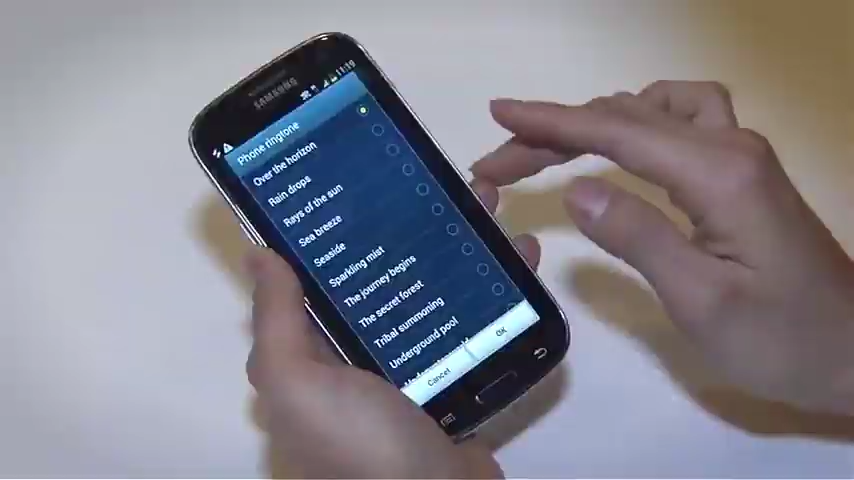 SAMSUNG
11:19
Phone ringtone
Over the horizon
Rain drops
Rays of the sun
Sea breeze
Seaside
Sparkling mist
The journey begins
The secret forest
Tribal summoning
Underground pool
Cancel
OK